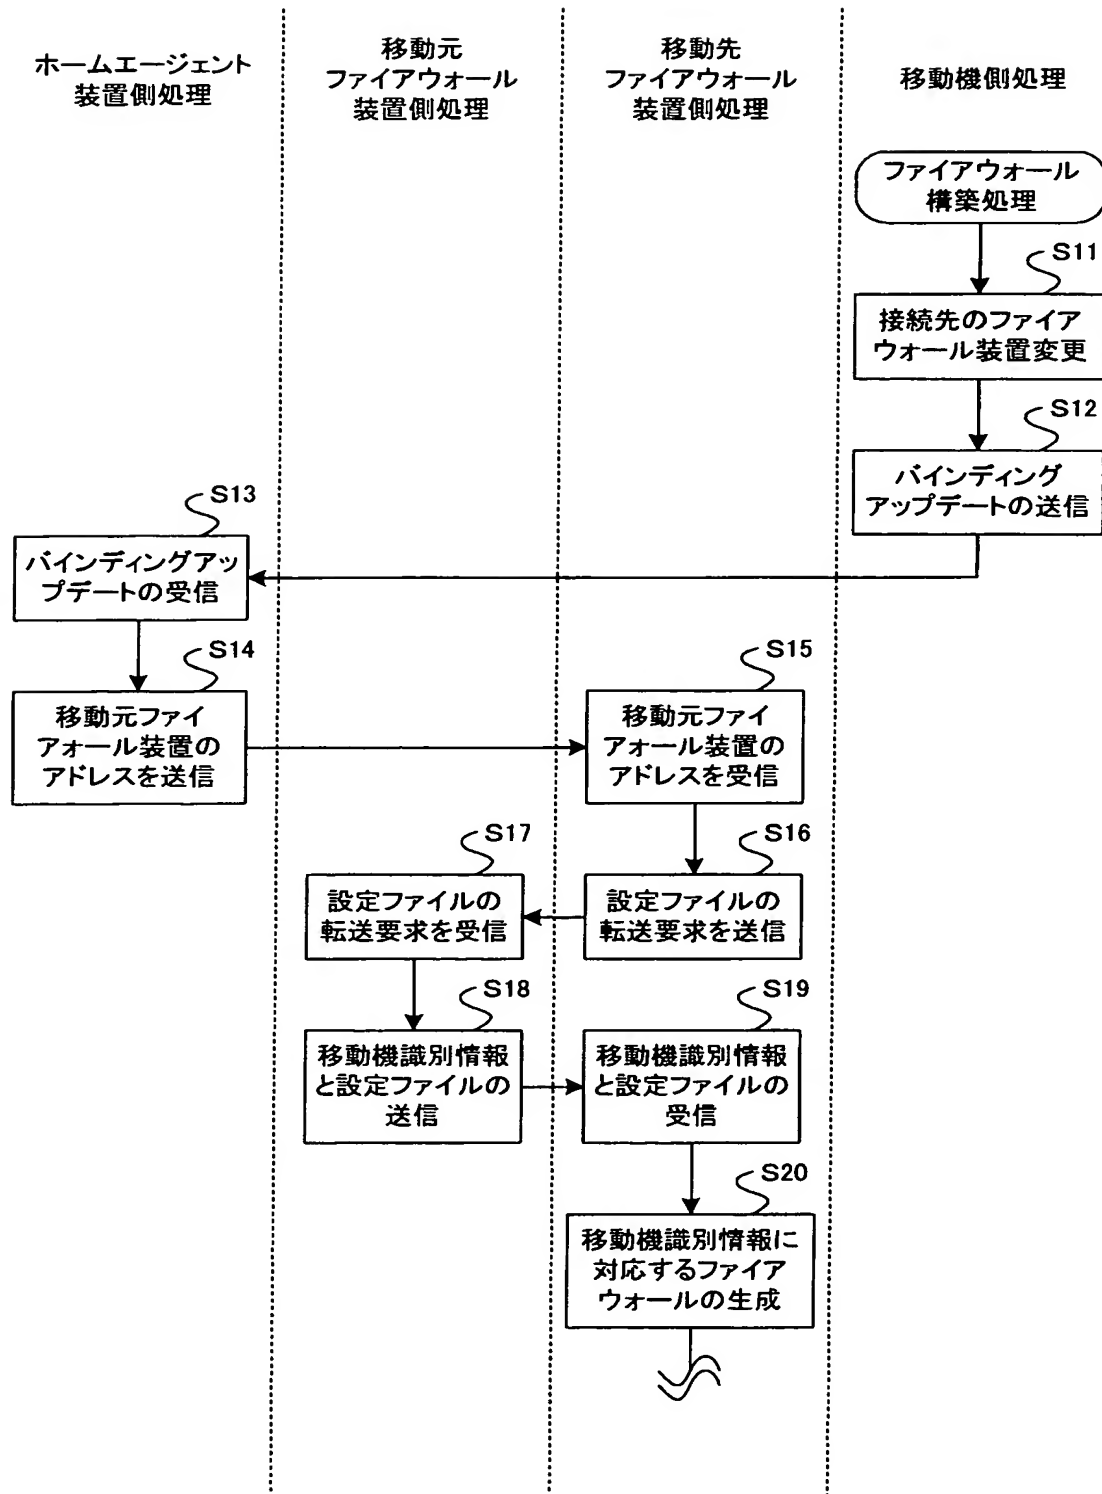 ホームエージェント
装置側処理
移動元
ファイアウォール
装置側処理
移動先
ファイアウォール
装置側処理
移動機側処理
ファイアウォール
構築処理
S11
接続先のファイア
ウォール装置変更
S12
バインディング
アップデートの送信
S13
バインディングアッ
プデートの受信
S14
移動元ファイ
アォール装置の
アドレスを送信
S15
移動元ファイ
アォール装置の
アドレスを受信
S16
設定ファイルの
転送要求を送信
S17
設定ファイルの
転送要求を受信
S18
移動機識別情報
と設定ファイルの
送信
S19
移動機識別情報
と設定ファイルの
受信
S20
移動機識別情報に
対応するファイア
ウォールの生成